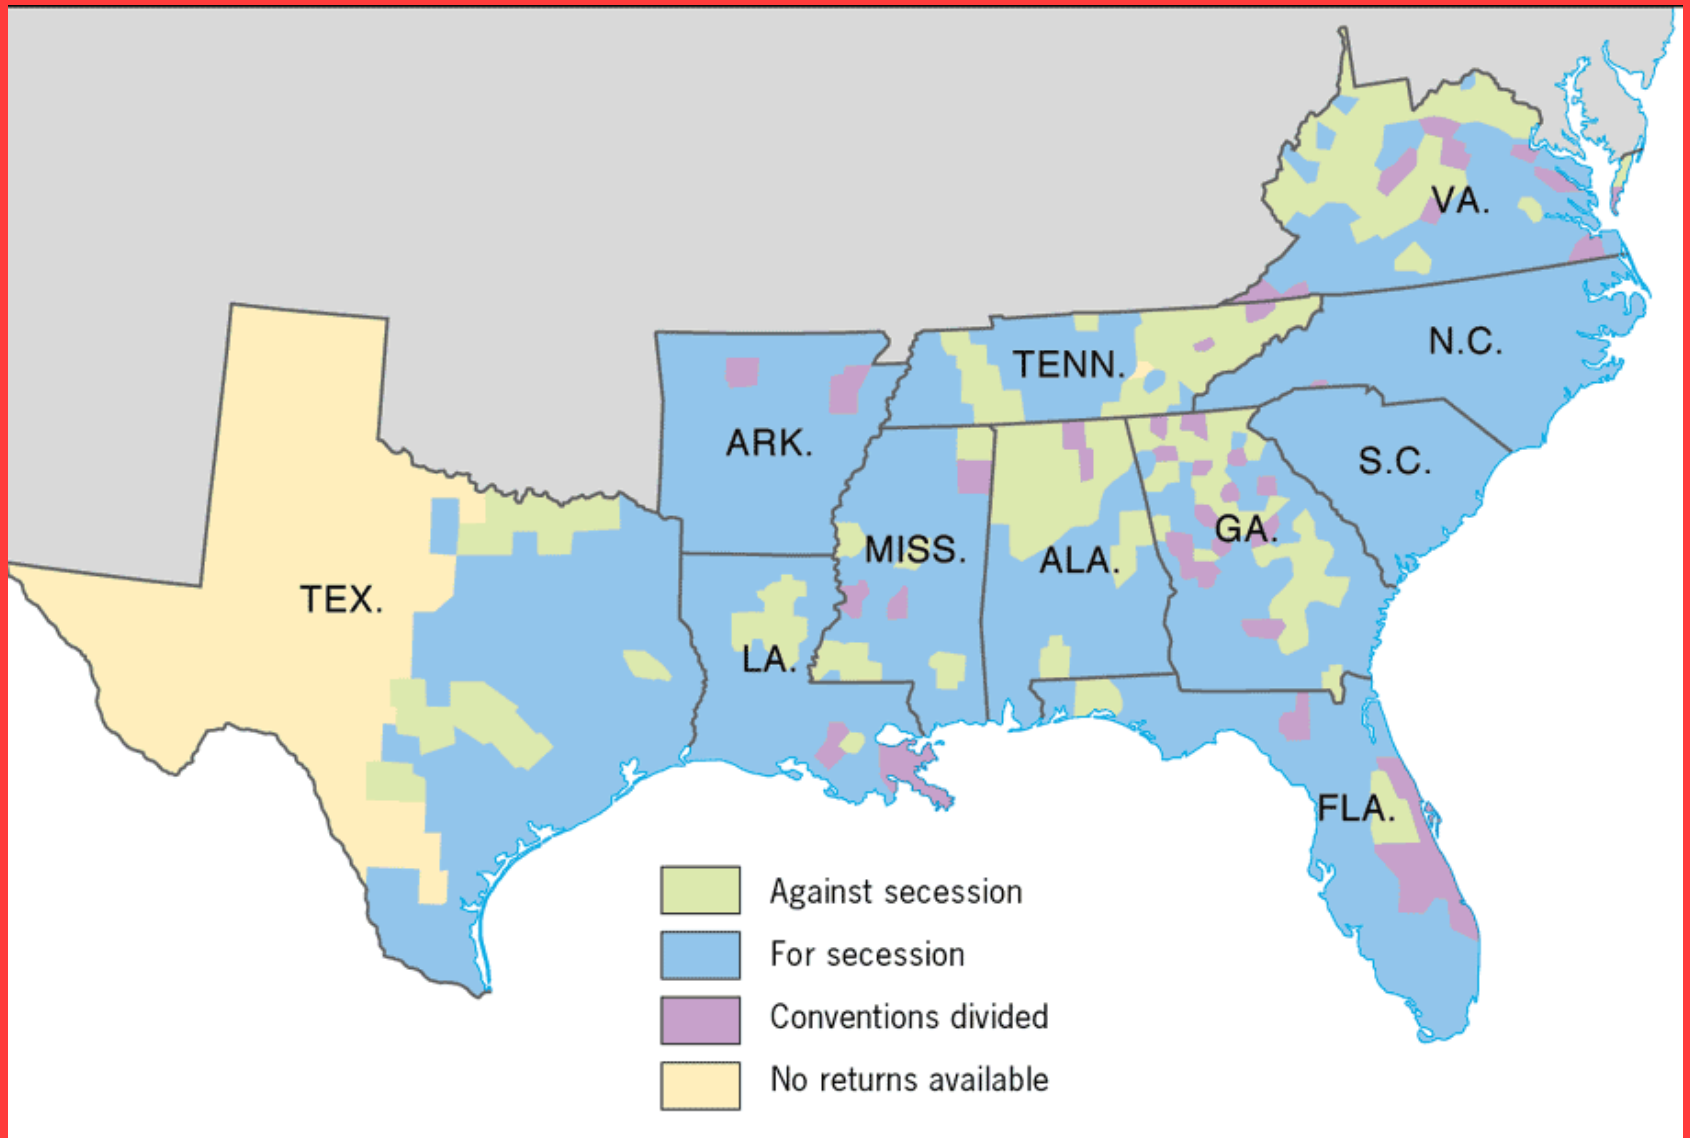 VA.
N.C.
TENN.
ARK.
S.C.
GA.
MISS.
ALA.
TEX.
LA.
FLA.
Against secession
For secession
Conventions divided
No returns available